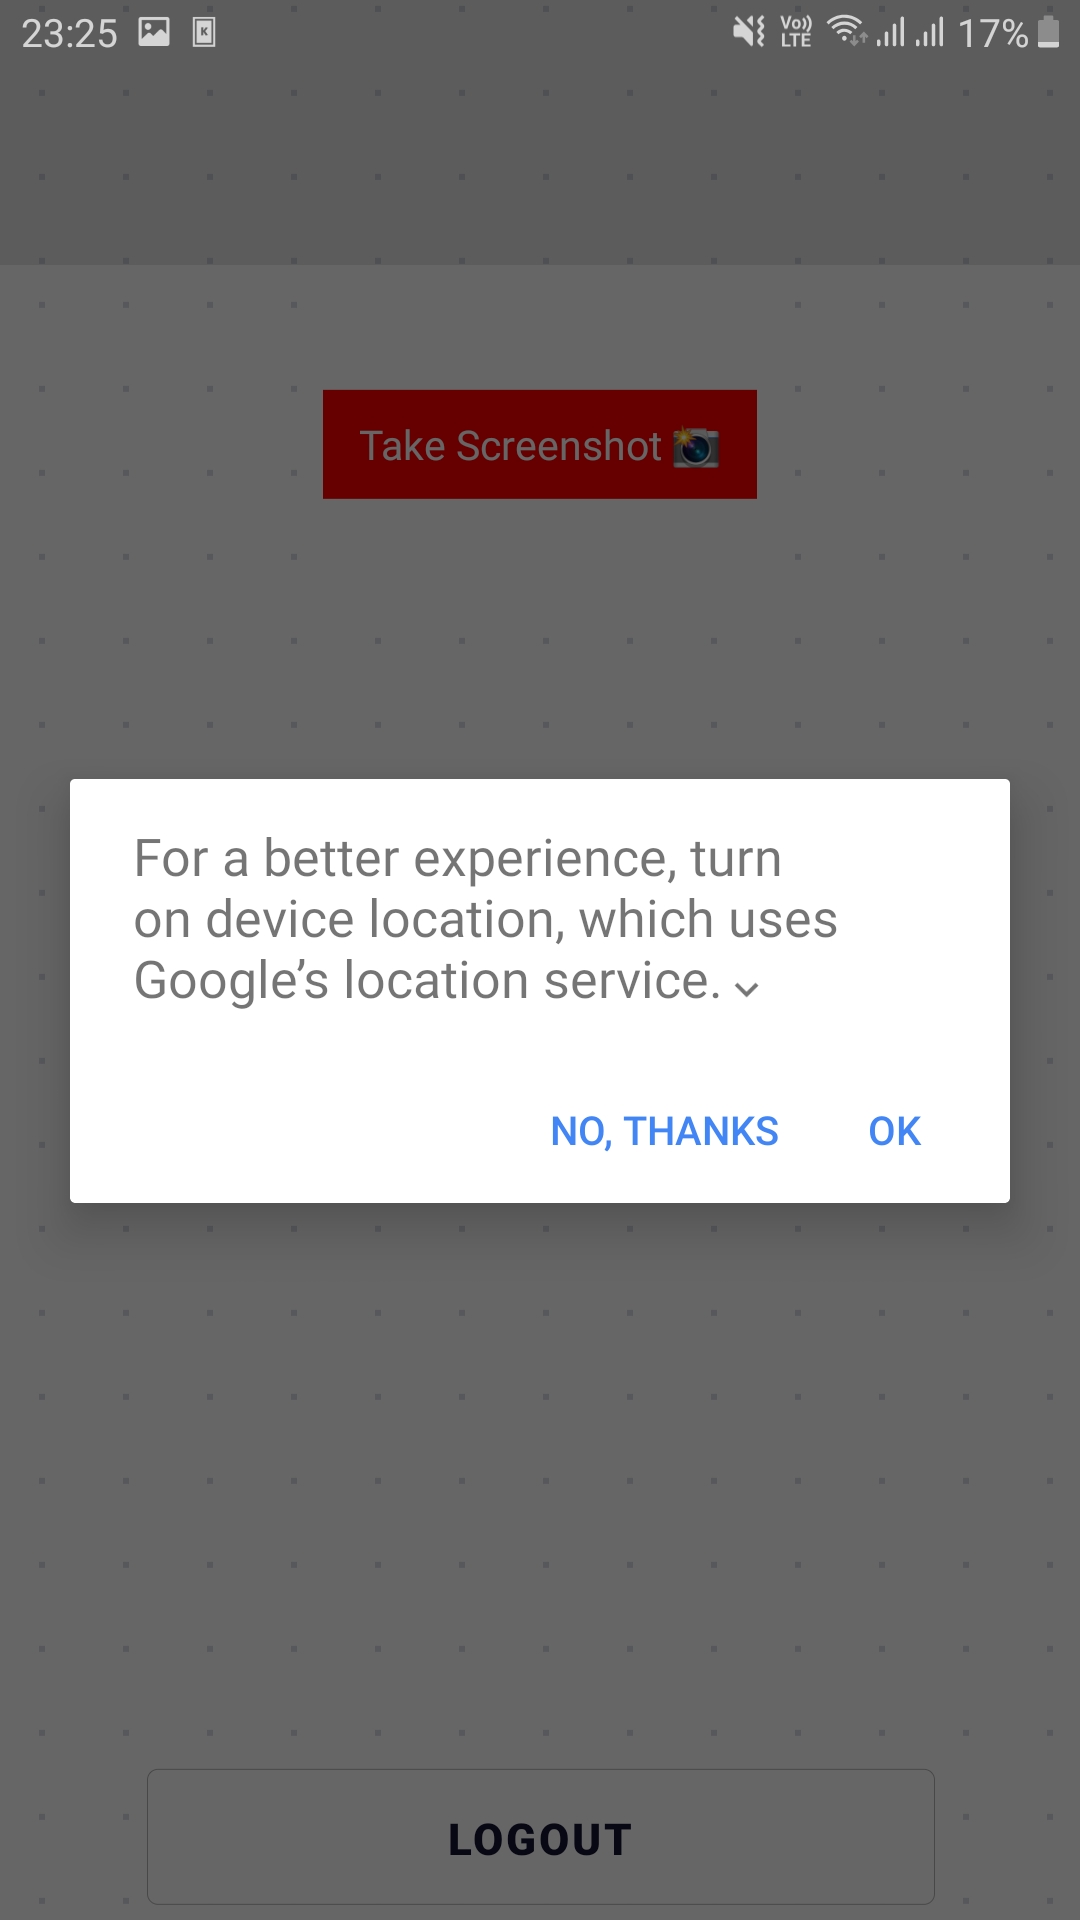 23:25 K Vo)) LTE 17%
Take Screenshot
For a better experience, turn
on device location, which uses
Google’s location service.
NO, THANKS OK
LOGOUT